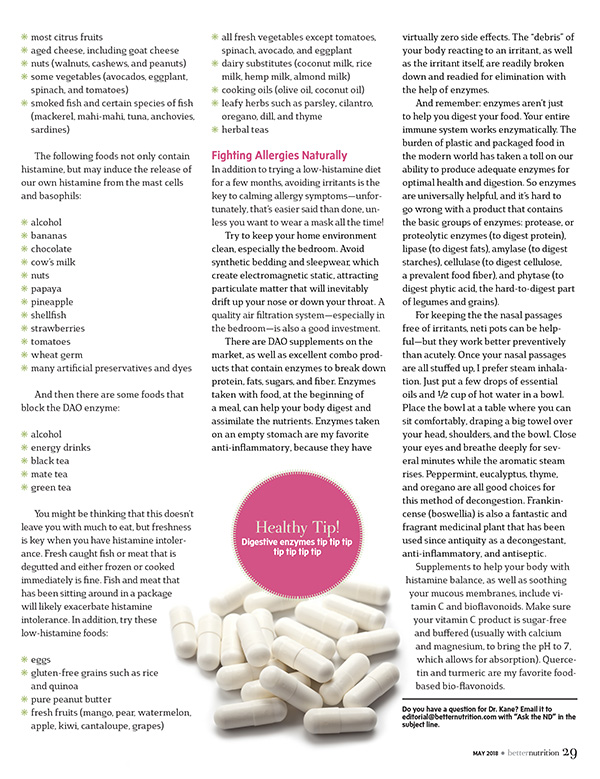 ✳ most citrus fruits
✳ aged cheese, including goat cheese
✳ nuts (walnuts, cashews, and peanuts)
✳ some vegetables (avocados, eggplant,
spinach, and tomatoes)
✳ smoked fish and certain species of fish
(mackerel, mahi-mahi, tuna, anchovies,
sardines)
The following foods not only contain
histamine, but may induce the release of
our own histamine from the mast cells
and basophils:
✳ alcohol
✳ bananas
✳ chocolate
✳ cow's milk
✳ nuts
✳ papaya
✳ pineapple
✳ shellfish
✳ strawberries
✳ tomatoes
✳ wheat germ
✳ many artificial preservatives and dyes
And then there are some foods that
block the DAO enzyme:
✳ alcohol
✳ energy drinks
✳ black tea
✳ mate tea
✳ green tea
You might be thinking that this doesn't
leave you with much to eat, but freshness
is key when you have histamine intoler-
ance. Fresh caught fish or meat that is
degutted and either frozen or cooked
immediately is fine. Fish and meat that
has been sitting around in a package
will likely exacerbate histamine
intolerance. In addition, try these
low-histamine foods:
✳ eggs
✳ gluten-free grains such as rice
and quinoa
✳ pure peanut butter
✳ fresh fruits (mango, pear, watermelon,
apple, kiwi, cantaloupe, grapes)
✳ all fresh vegetables except tomatoes,
spinach, avocado, and eggplant
✳ dairy substitutes (coconut milk, rice
milk, hemp milk, almond milk)
✳ cooking oils (olive oil, coconut oil)
✳ leafy herbs such as parsley, cilantro,
oregano, dill, and thyme
✳ herbal teas
Fighting Allergies Naturally
In addition to trying a low-histamine diet
for a few months, avoiding irritants is the
key to calming allergy symptoms—unfor-
tunately, that's easier said than done, un-
less you want to wear a mask all the time!
Try to keep your home environment
clean, especially the bedroom. Avoid
synthetic bedding and sleepwear, which
create electromagnetic static, attracting
particulate matter that will inevitably
drift up your nose or down your throat. A
quality air filtration system—especially in
the bedroom—is also a good investment.
There are DAO supplements on the
market, as well as excellent combo prod-
ucts that contain enzymes to break down
protein, fats, sugars, and fiber. Enzymes
taken with food, at the beginning of
a meal, can help your body digest and
assimilate the nutrients. Enzymes taken
on an empty stomach are my favorite
anti-inflammatory, because they have
Healthy Tip!
Digestive enzymes tip tip tip
tip tip tip tip
virtually zero side effects. The "debris" of
your body reacting to an irritant, as well
as the irritant itself, are readily broken
down and readied for elimination with
the help of enzymes.
And remember: enzymes aren't just
to help you digest your food. Your entire
immune system works enzymatically. The
burden of plastic and packaged food in
the modern world has taken a toll on our
ability to produce adequate enzymes for
optimal health and digestion. So enzymes
are universally helpful, and it's hard to
go wrong with a product that contains
the basic groups of enzymes: protease, or
proteolytic enzymes (to digest protein),
lipase (to digest fats), amylase (to digest
starches), cellulase (to digest cellulose,
a prevalent food fiber), and phytase (to
digest phytic acid, the hard-to-digest part
of legumes and grains).
For keeping the the nasal passages
free of irritants, neti pots can be help-
ful—but they work better preventively
than acutely. Once your nasal passages
are all stuffed up, I prefer steam inhala-
tion. Just put a few drops of essential
oils and ½ cup of hot water in a bowl.
Place the bowl at a table where you can
sit comfortably, draping a big towel over
your head, shoulders, and the bowl. Close
your eyes and breathe deeply for sev-
eral minutes while the aromatic steam
rises. Peppermint, eucalyptus, thyme,
and oregano are all good choices for
this method of decongestion. Frankin-
cense (boswellia) is also a fantastic and
fragrant medicinal plant that has been
used since antiquity as a decongestant,
anti-inflammatory, and antiseptic.
Supplements to help your body with
histamine balance, as well as soothing
your mucous membranes, include vi-
tamin C and bioflavonoids. Make sure
your vitamin C product is sugar-free
and buffered (usually with calcium
and magnesium, to bring the pH to 7,
which allows for absorption). Querce-
tin and turmeric are my favorite food-
based bio-flavonoids.
Do you have a question for Dr. Kane? Email it to
editorial@betternutrition.com with "Ask the ND" in the
subject line.
MAY 2018 ✳ betternutrition 29